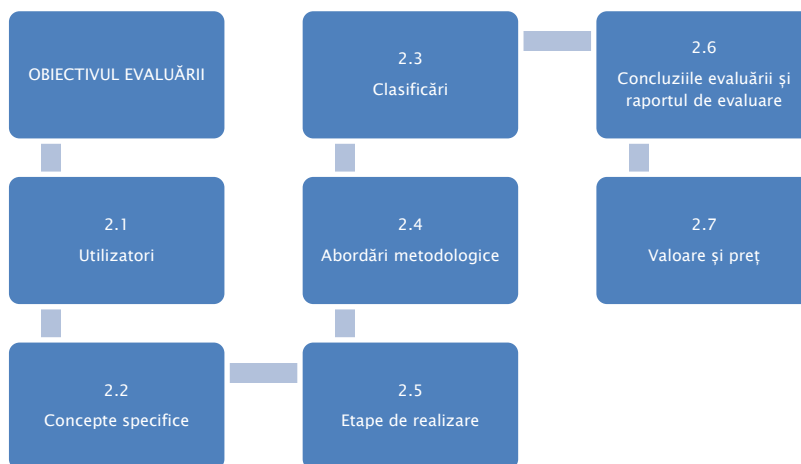 OBIECTIVUL EVALUĂRII
2.1
Utilizatori
2.2
Concepte specifice
2.5
Etape de realizare
2.4
Abordări metodologice
2.3
Clasificări
2.6
Concluziile evaluării și
raportul de evaluare
2.7
Valoare și preț